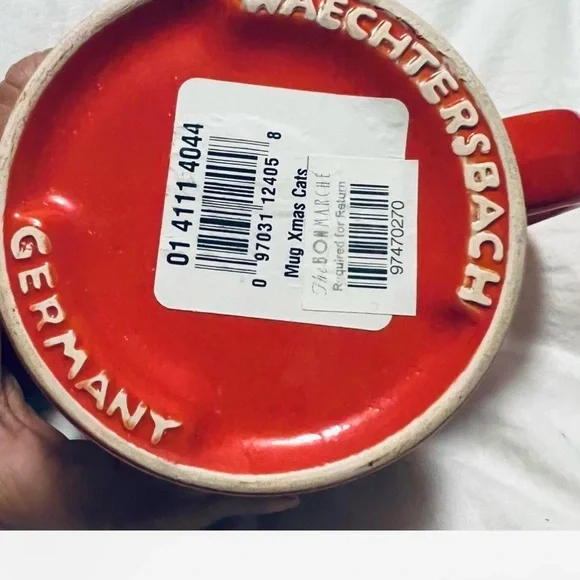 WAECHTERSBACH
GERMANY
01 4111 4044
0 97031 12405 8
Mug Xmas Cats
The BON MARCHÉ
Required for Return
97470270